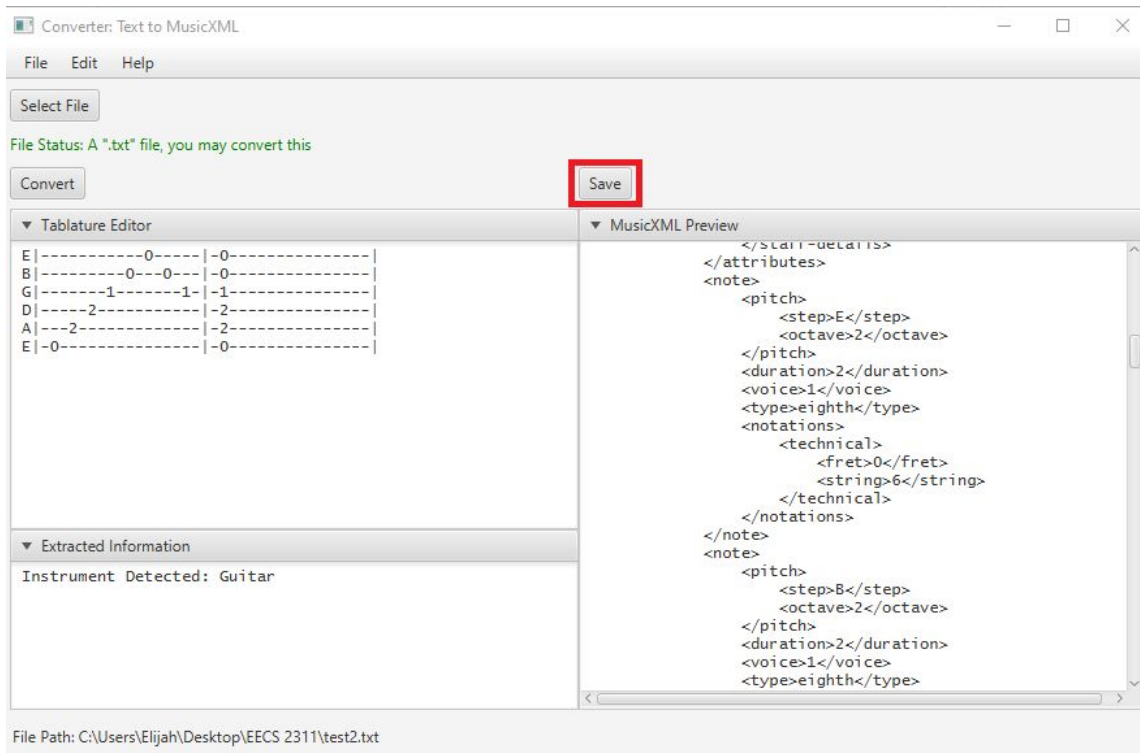 Converter: Text to MusicXML
File Edit Help
Select File
File Status: A ".txt" file, you may convert this
Convert
Save
▼ Tablature Editor
E|-----------0-----|-0---------------|
B|---------0---0---|-0---------------|
G|-------1-------1-|-1---------------|
D|-----2-----------|-2---------------|
A|---2-------------|-2---------------|
E|-0---------------|-0---------------|
▼ Extracted Information
Instrument Detected: Guitar
▼ MusicXML Preview
</staff-details>
</attributes>
<note>
<pitch>
<step>E</step>
<octave>2</octave>
</pitch>
<duration>2</duration>
<voice>1</voice>
<type>eighth</type>
<notations>
<technical>
<fret>0</fret>
<string>6</string>
</technical>
</notations>
</note>
<note>
<pitch>
<step>B</step>
<octave>2</octave>
</pitch>
<duration>2</duration>
<voice>1</voice>
<type>eighth</type>
File Path: C:\Users\Elijah\Desktop\EECS 2311\test2.txt